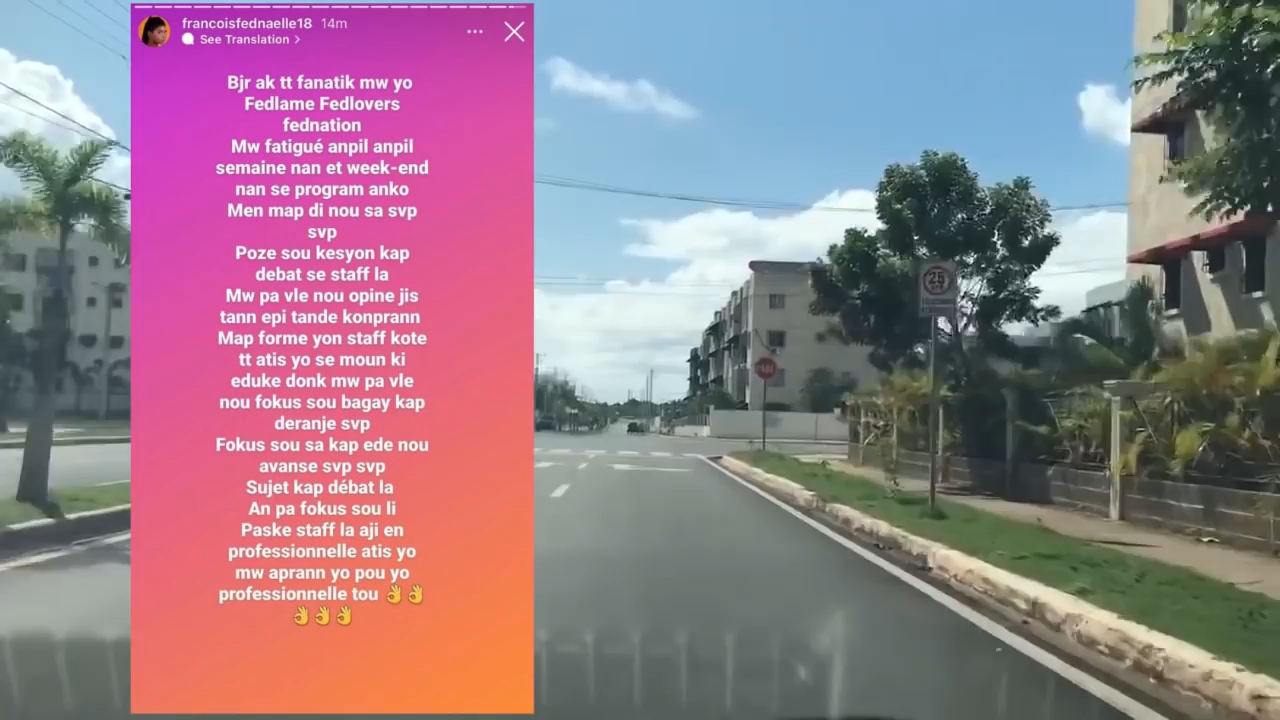 francoisfednaelle18 14m
See Translation >
Bjr ak tt fanatik mw yo
Fedlame Fedlovers
fednation
Mw fatigué anpil anpil
semaine nan et week-end
nan se program anko
Men map di nou sa svp
svp
Poze sou kesyon kap
debat se staff la
Mw pa vle nou opine jis
tann epi tande konprann
Map forme yon staff kote
tt atis yo se moun ki
eduke donk mw pa vle
nou fokus sou bagay kap
deranje svp
Fokus sou sa kap ede nou
avanse svp svp
Sujet kap débat la
An pa fokus sou li
Paske staff la aji en
professionnelle atis yo
mw aprann yo pou yo
professionnelle tou 👌👌
👌👌👌
25
PARE